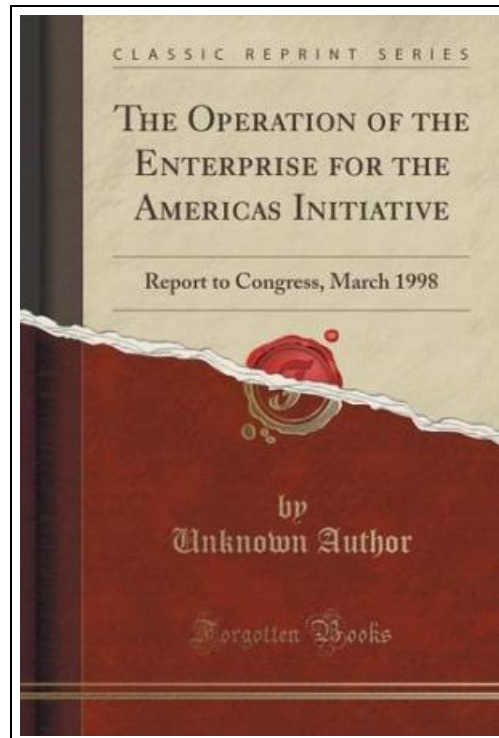 CLASSIC REPRINT SERIES
THE OPERATION OF THE
ENTERPRISE FOR THE
AMERICAS INITIATIVE
Report to Congress, March 1998
F
by
Unknown Author
Forgotten Books